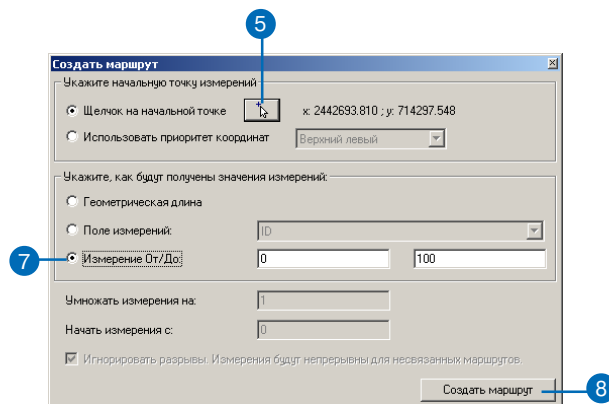 5
Создать маршрут
Укажите начальную точку измерений
Щелчок на начальной точке x: 2442693.810 ; y: 714297.548
Использовать приоритет координат Верхний левый
Укажите, как будут получены значения измерений:
Геометрическая длина
Поле измерений: ID
7 Измерение От/До: 0 100
Умножать измерения на: 1
Начать измерения с: 0
Игнорировать разрывы. Измерения будут непрерывны для несвязанных маршрутов.
Создать маршрут 8